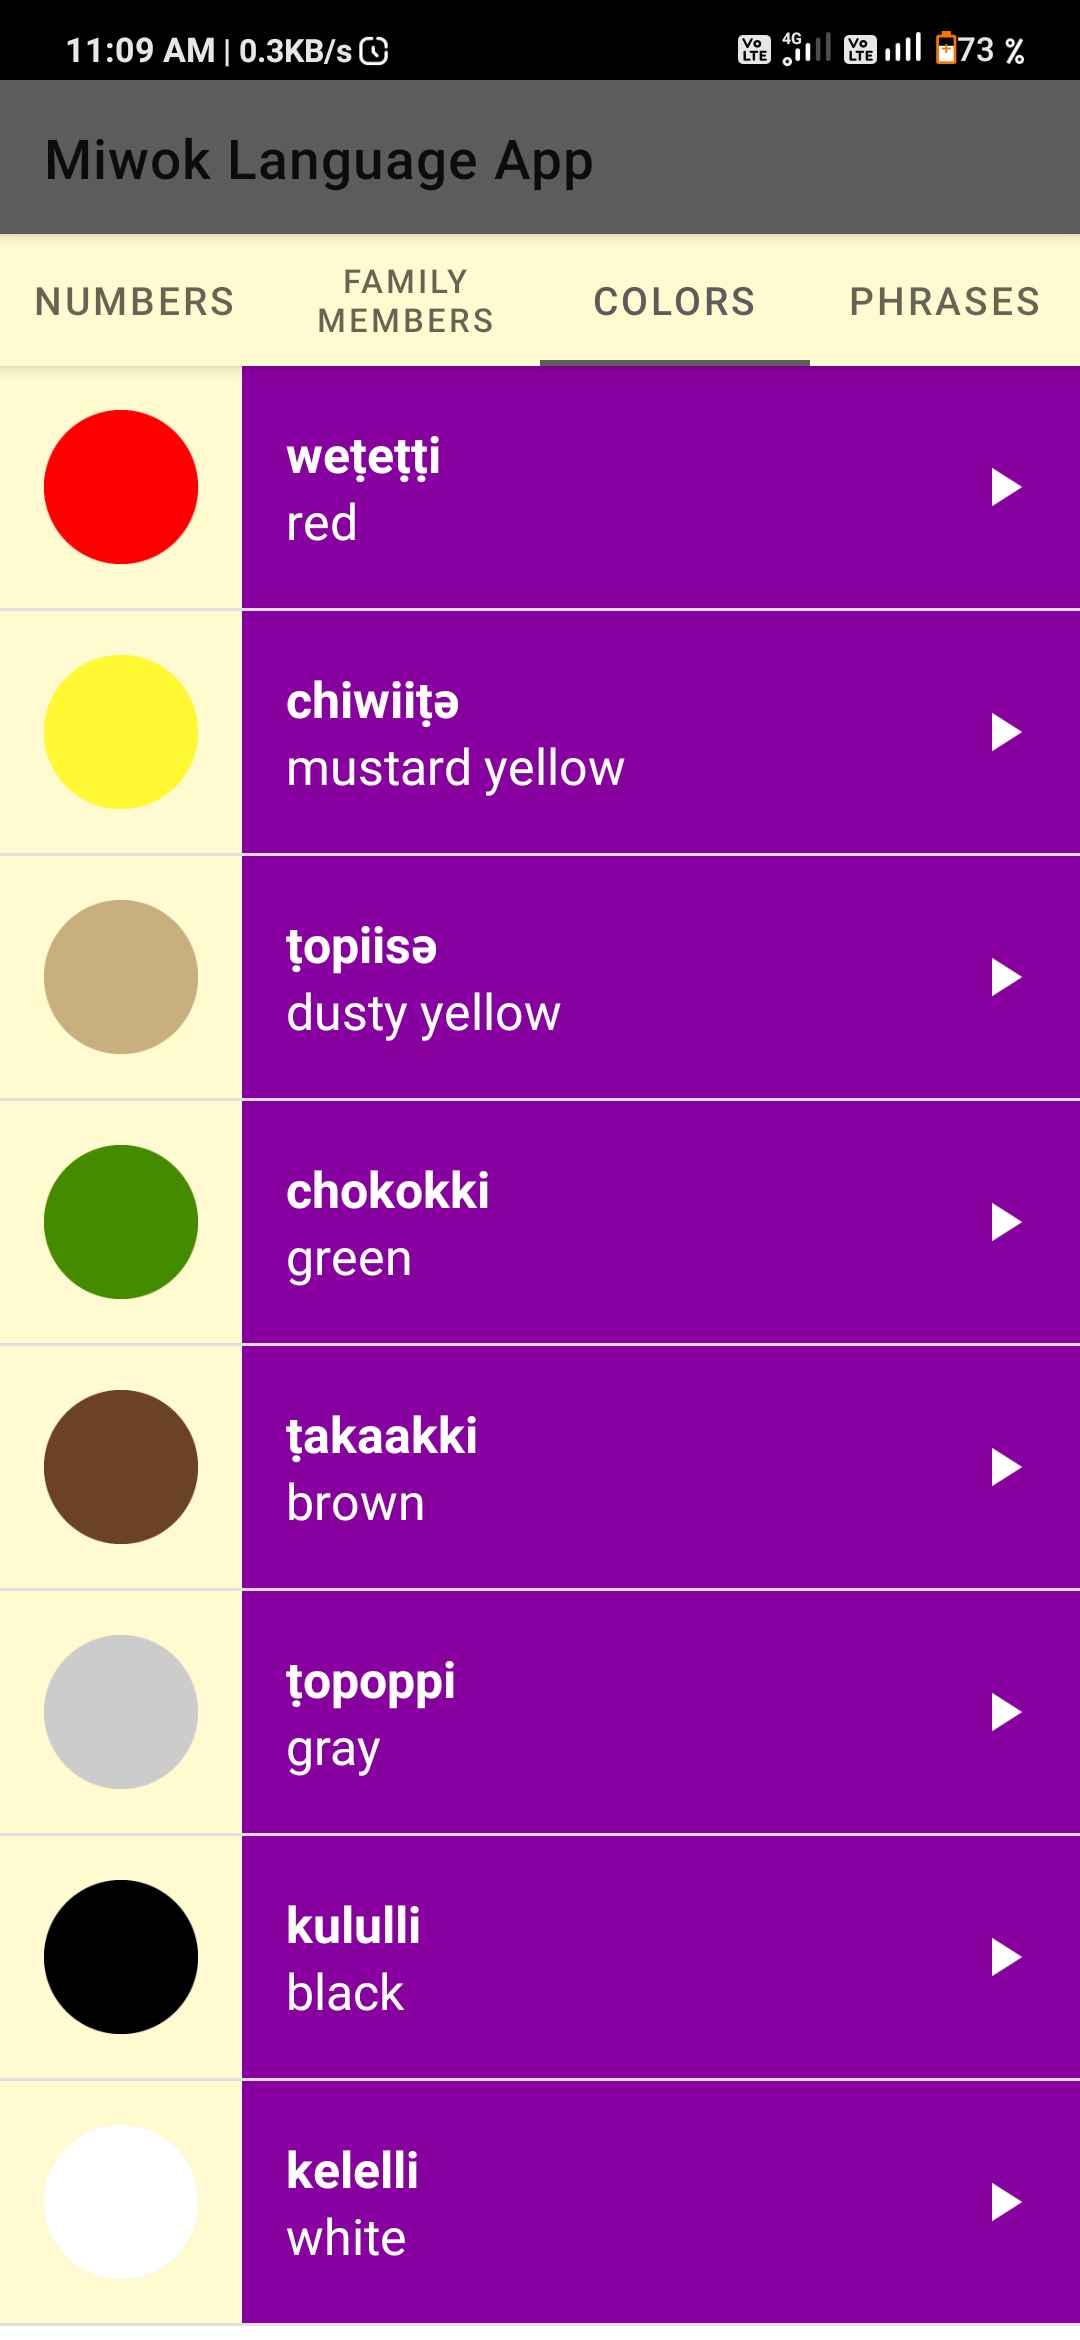 11:09 AM | 0.3KB/s Vo LTE 4G Vo LTE 73 %
Miwok Language App
NUMBERS FAMILY MEMBERS COLORS PHRASES
weṭeṭṭi
red
chiwiiṭə
mustard yellow
ṭopiisə
dusty yellow
chokokki
green
ṭakaakki
brown
ṭopoppi
gray
kululli
black
kelelli
white